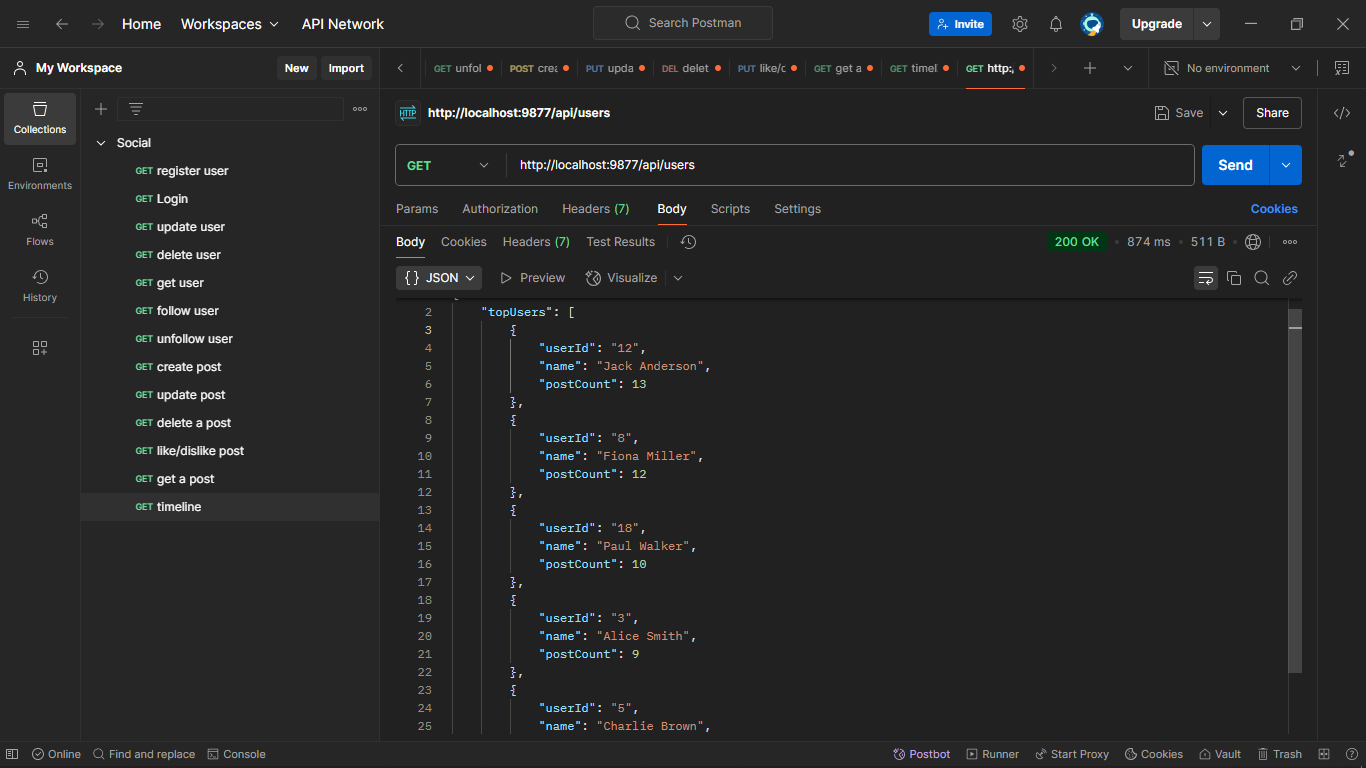 Home Workspaces API Network Search Postman Invite Upgrade
My Workspace New Import GET unfol POST crea PUT upda DEL delet PUT like/c GET get a GET timel GET http:, No environment
Collections
Environments
Flows
History
Social
GET register user
GET Login
GET update user
GET delete user
GET get user
GET follow user
GET unfollow user
GET create post
GET update post
GET delete a post
GET like/dislike post
GET get a post
GET timeline
HTTP http://localhost:9877/api/users Save Share
GET http://localhost:9877/api/users Send
Params Authorization Headers (7) Body Scripts Settings Cookies
Body Cookies Headers (7) Test Results 200 OK • 874 ms • 511 B
{} JSON Preview Visualize
2 "topUsers": [
3 {
4 "userId": "12",
5 "name": "Jack Anderson",
6 "postCount": 13
7 },
8 {
9 "userId": "8",
10 "name": "Fiona Miller",
11 "postCount": 12
12 },
13 {
14 "userId": "18",
15 "name": "Paul Walker",
16 "postCount": 10
17 },
18 {
19 "userId": "3",
20 "name": "Alice Smith",
21 "postCount": 9
22 },
23 {
24 "userId": "5",
25 "name": "Charlie Brown",
Online Find and replace Console Postbot Runner Start Proxy Cookies Vault Trash